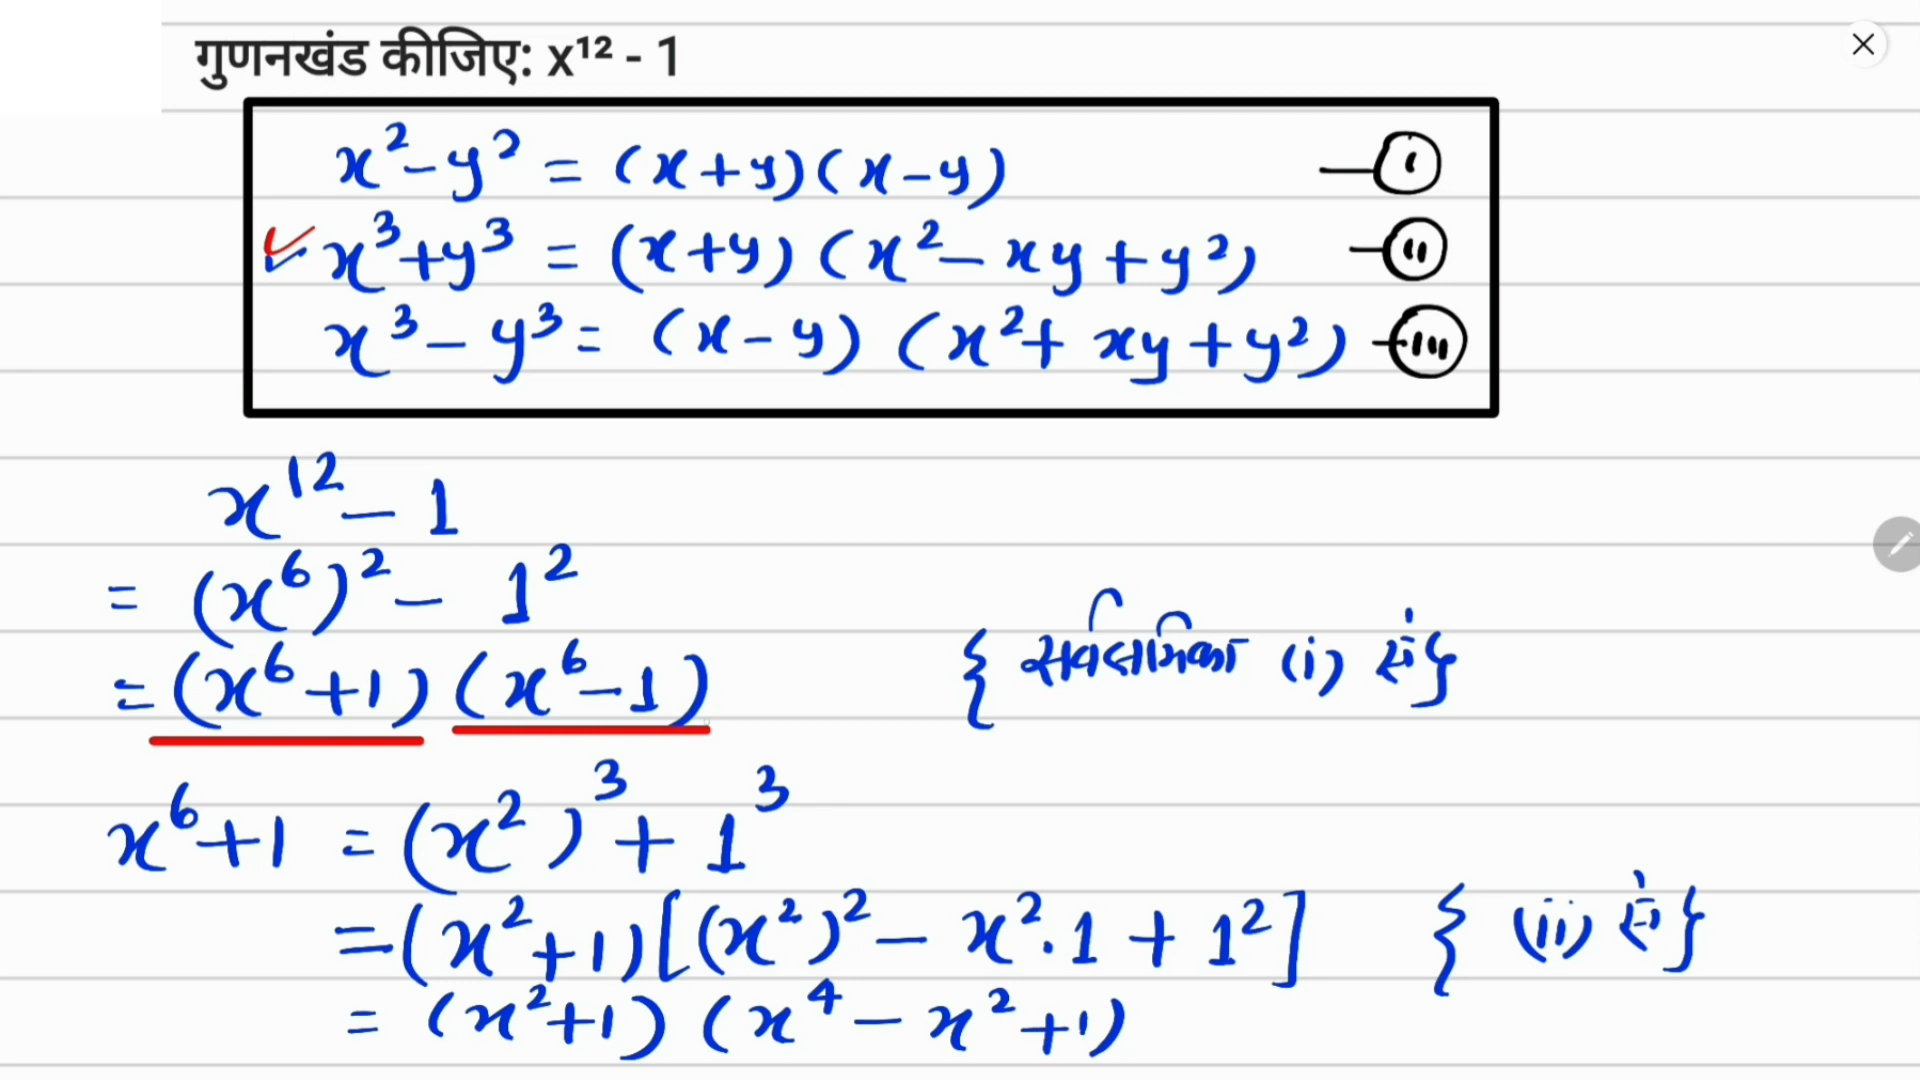 गुणनखंड कीजिए: x¹² - 1
x² - y² = (x+y)(x-y) —(i)
x³+y³ = (x+y)(x²-xy+y²) —(ii)
x³-y³ = (x-y)(x²+xy+y²) —(iii)
x¹² - 1
= (x⁶)² - 1²
= (x⁶+1)(x⁶-1) {सर्वसमिका (i) से}
x⁶+1 = (x²)³ + 1³
= (x²+1)[(x²)² - x².1 + 1²] {(ii) से}
= (x²+1)(x⁴-x²+1)